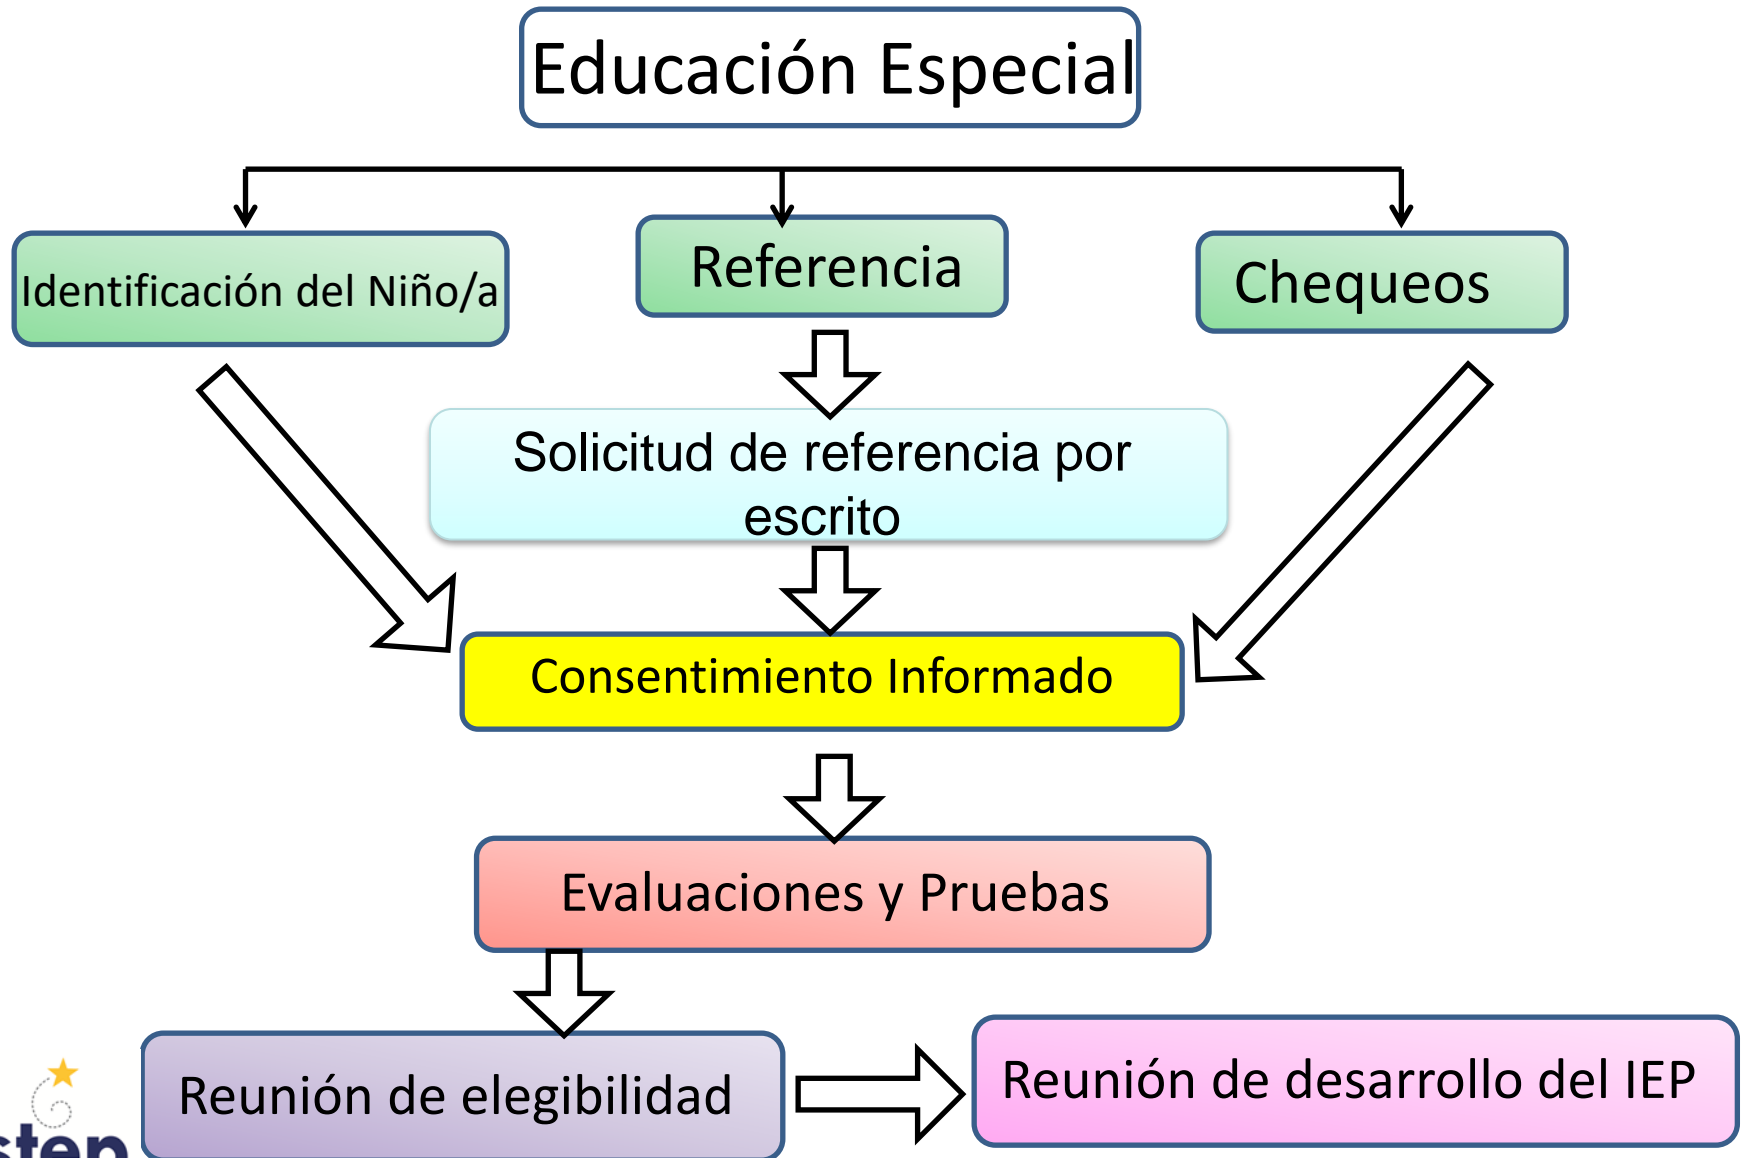 Educación Especial
Identificación del Niño/a
Referencia
Chequeos
Solicitud de referencia por
escrito
Consentimiento Informado
Evaluaciones y Pruebas
Reunión de elegibilidad
Reunión de desarrollo del IEP
step